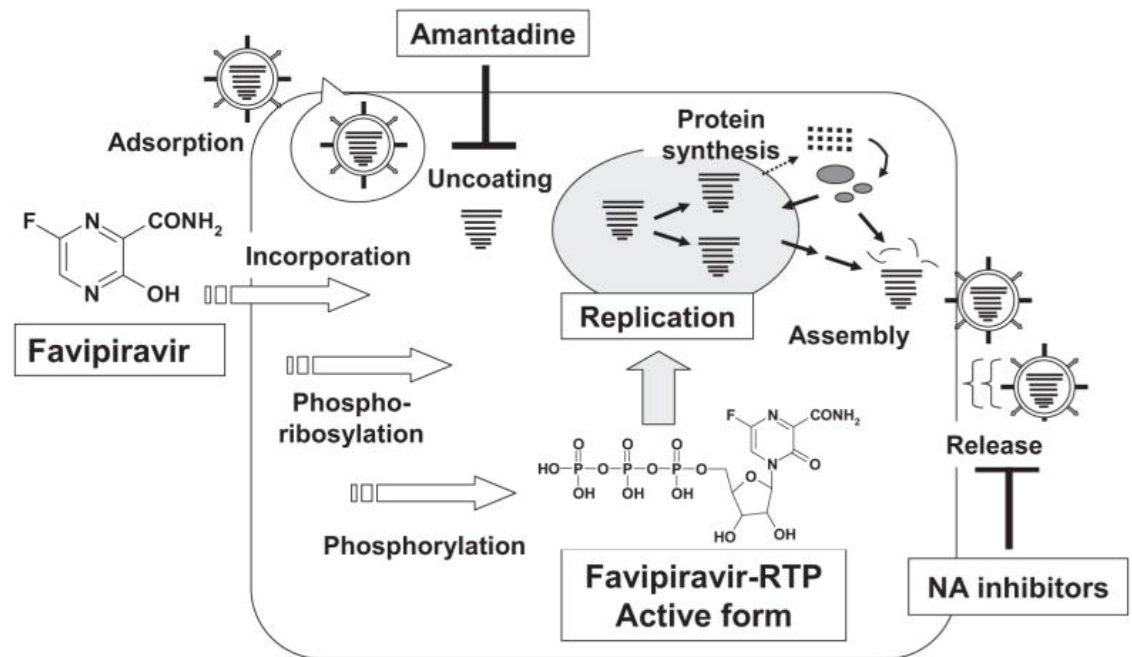 Amantadine
Adsorption
Uncoating
Protein
synthesis
F
N
CONH₂
N
OH
Favipiravir
Incorporation
Replication
Assembly
Phospho-
ribosylation
Release
Phosphorylation
F
N
CONH₂
N
O
O
O
O
HO–P–O–P–O–P–O
OH
OH
OH
O
HO
OH
Favipiravir-RTP
Active form
NA inhibitors